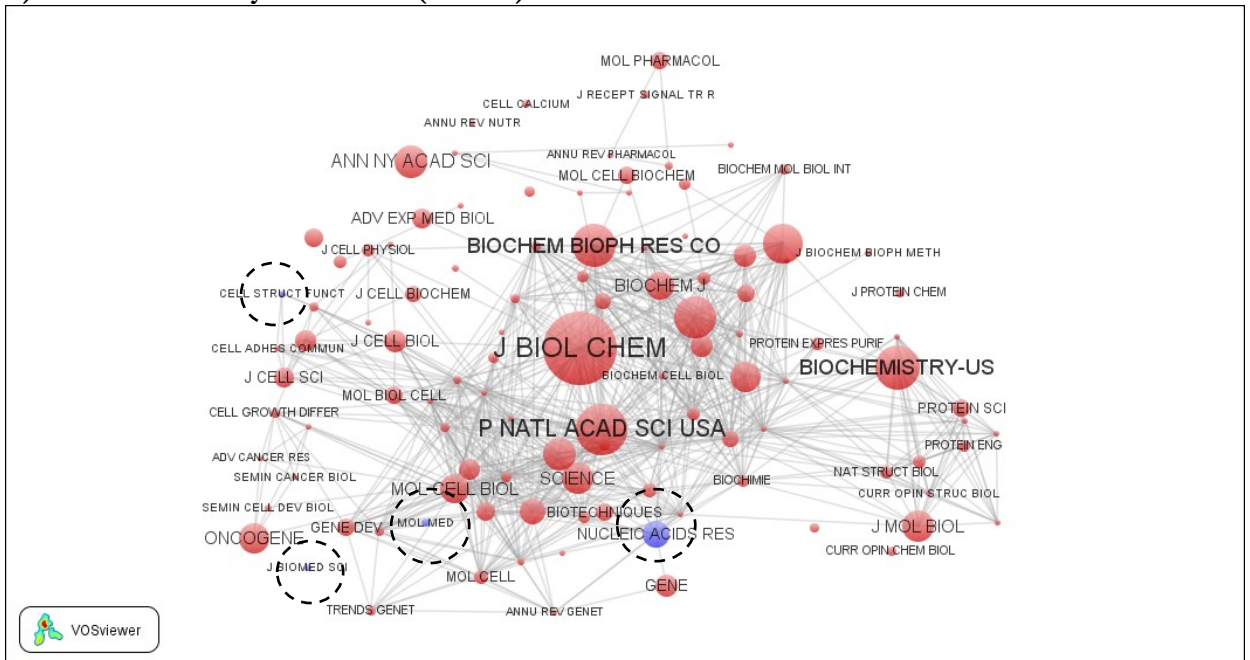 MOL PHARMACOL
J RECEPT SIGNAL TR R
CELL CALCIUM
ANNU REV NUTR
ANN NY ACAD SCI
ANNU REV PHARMACOL
MOL CELL BIOCHEM
BIOCHEM MOL BIOL INT
ADV EXP MED BIOL
BIOCHEM BIOPH RES CO
J CELL PHYSIOL
J BIOCHEM BIOPH METH
CELL STRUCT FUNCT
J CELL BIOCHEM
BIOCHEM J
J PROTEIN CHEM
CELL ADHES COMMUN
J CELL BIOL
J BIOL CHEM
PROTEIN EXPRES PURIF
J CELL SCI
BIOCHEM CELL BIOL
BIOCHEMISTRY-US
MOL BIOL CELL
CELL GROWTH DIFFER
PROTEIN SCI
P NATL ACAD SCI USA
PROTEIN ENG
ADV CANCER RES
SEMIN CANCER BIOL
NAT STRUCT BIOL
SCIENCE
BIOCHIMIE
MOL CELL BIOL
CURR OPIN STRUC BIOL
SEMIN CELL DEV BIOL
GENE DEV
MOL MED
BIOTECHNIQUES
J MOL BIOL
ONCOGENE
NUCLEIC ACIDS RES
CURR OPIN CHEM BIOL
J BIOMED SCI
MOL CELL
GENE
TRENDS GENET
ANNU REV GENET
VOSviewer